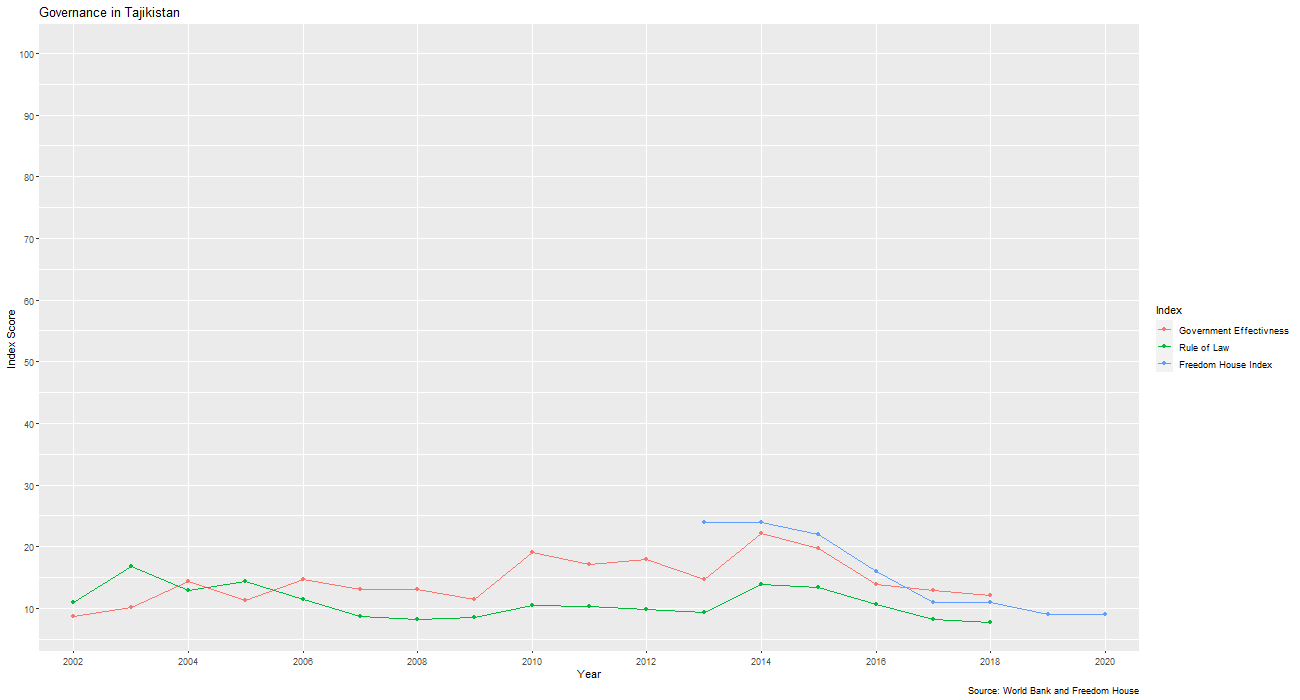 Governance in Tajikistan
100
90
80
70
60
50
40
30
20
10
Index Score
2002 2004 2006 2008 2010 2012 2014 2016 2018 2020
Year
Index
Government Effectivness
Rule of Law
Freedom House Index
Source: World Bank and Freedom House